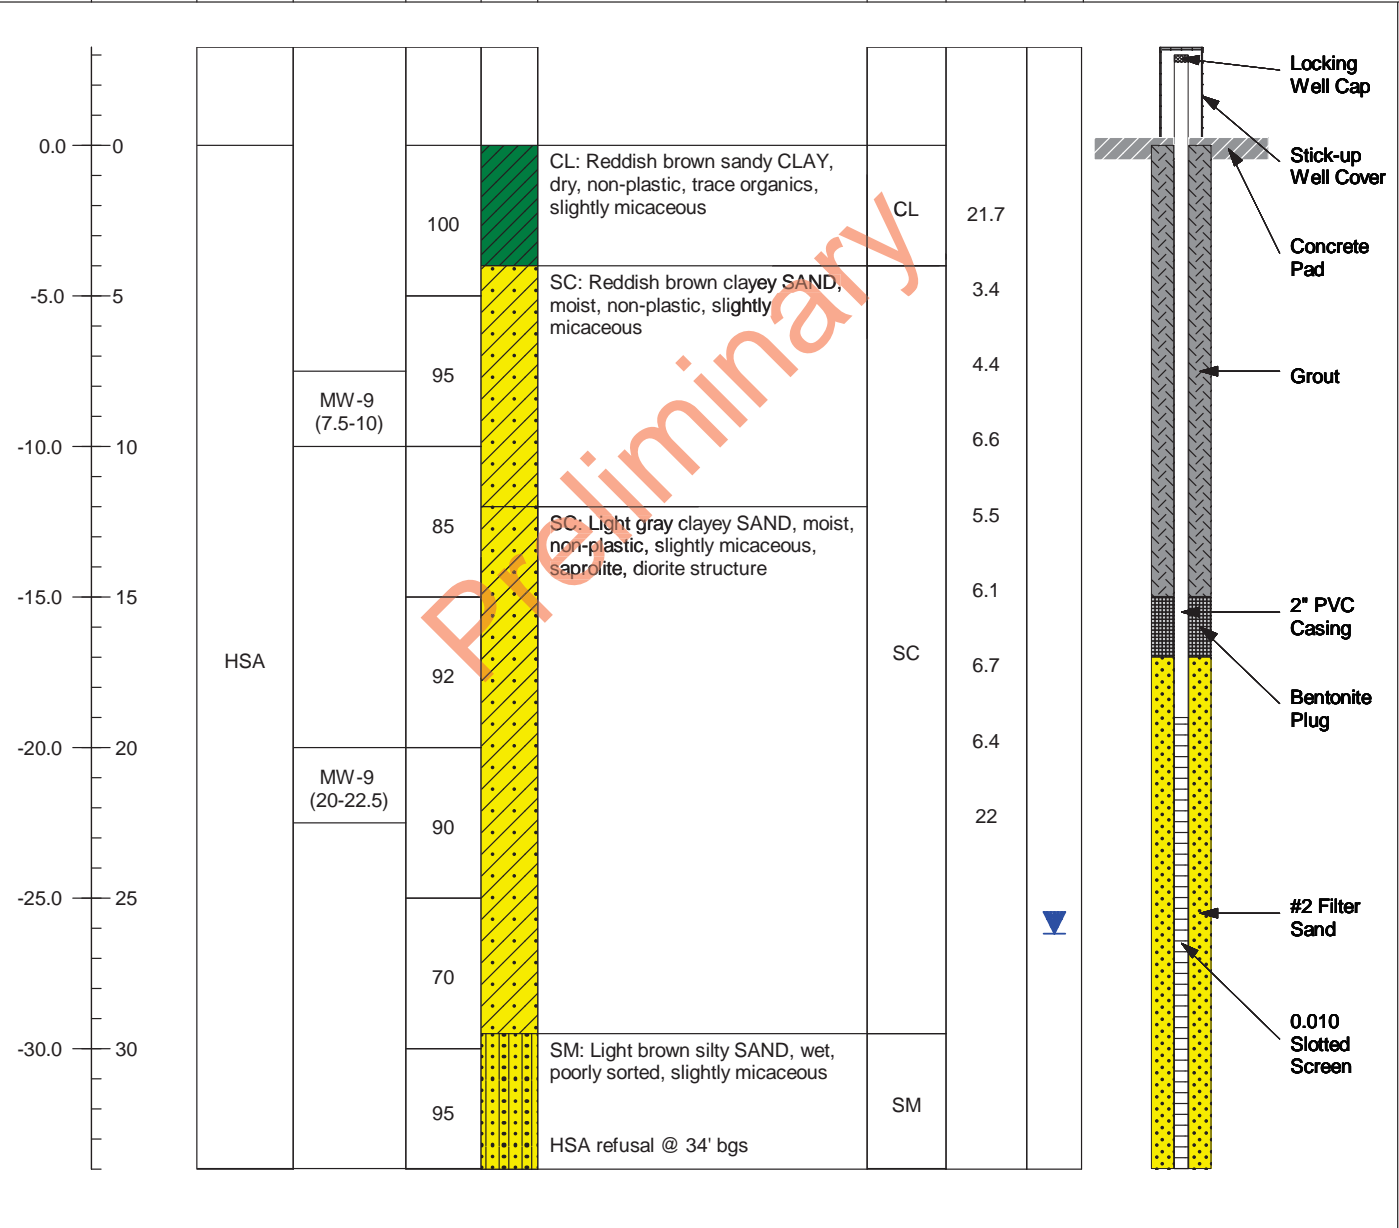 0.0
0
-5.0
5
-10.0
10
-15.0
15
-20.0
20
-25.0
25
-30.0
30
HSA
MW-9
(7.5-10)
MW-9
(20-22.5)
100
95
85
92
90
70
95
CL: Reddish brown sandy CLAY,
dry, non-plastic, trace organics,
slightly micaceous
SC: Reddish brown clayey SAND,
moist, non-plastic, slightly
micaceous
SC: Light gray clayey SAND, moist,
non-plastic, slightly micaceous,
saprolite, diorite structure
SM: Light brown silty SAND, wet,
poorly sorted, slightly micaceous
HSA refusal @ 34' bgs
Preliminary
CL
SC
SM
21.7
3.4
4.4
6.6
5.5
6.1
6.7
6.4
22
Locking
Well Cap
Stick-up
Well Cover
Concrete
Pad
Grout
2" PVC
Casing
Bentonite
Plug
#2 Filter
Sand
0.010
Slotted
Screen